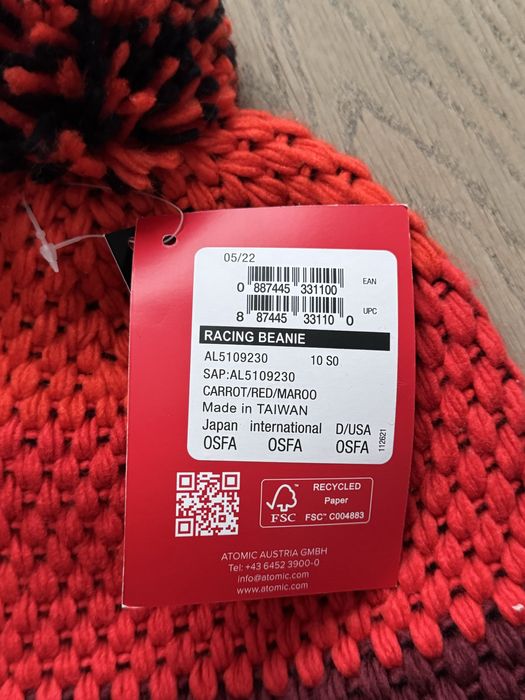 05/22
0 887445 331100 EAN
8 87445 33110 0 UPC
RACING BEANIE
AL5109230 10 S0
SAP:AL5109230
CARROT/RED/MAROO
Made in TAIWAN
Japan international D/USA
OSFA OSFA OSFA
112621
FSC
RECYCLED
Paper
FSC™ C004883
ATOMIC AUSTRIA GMBH
Tel: +43 6452 3900-0
info@atomic.com
www.atomic.com